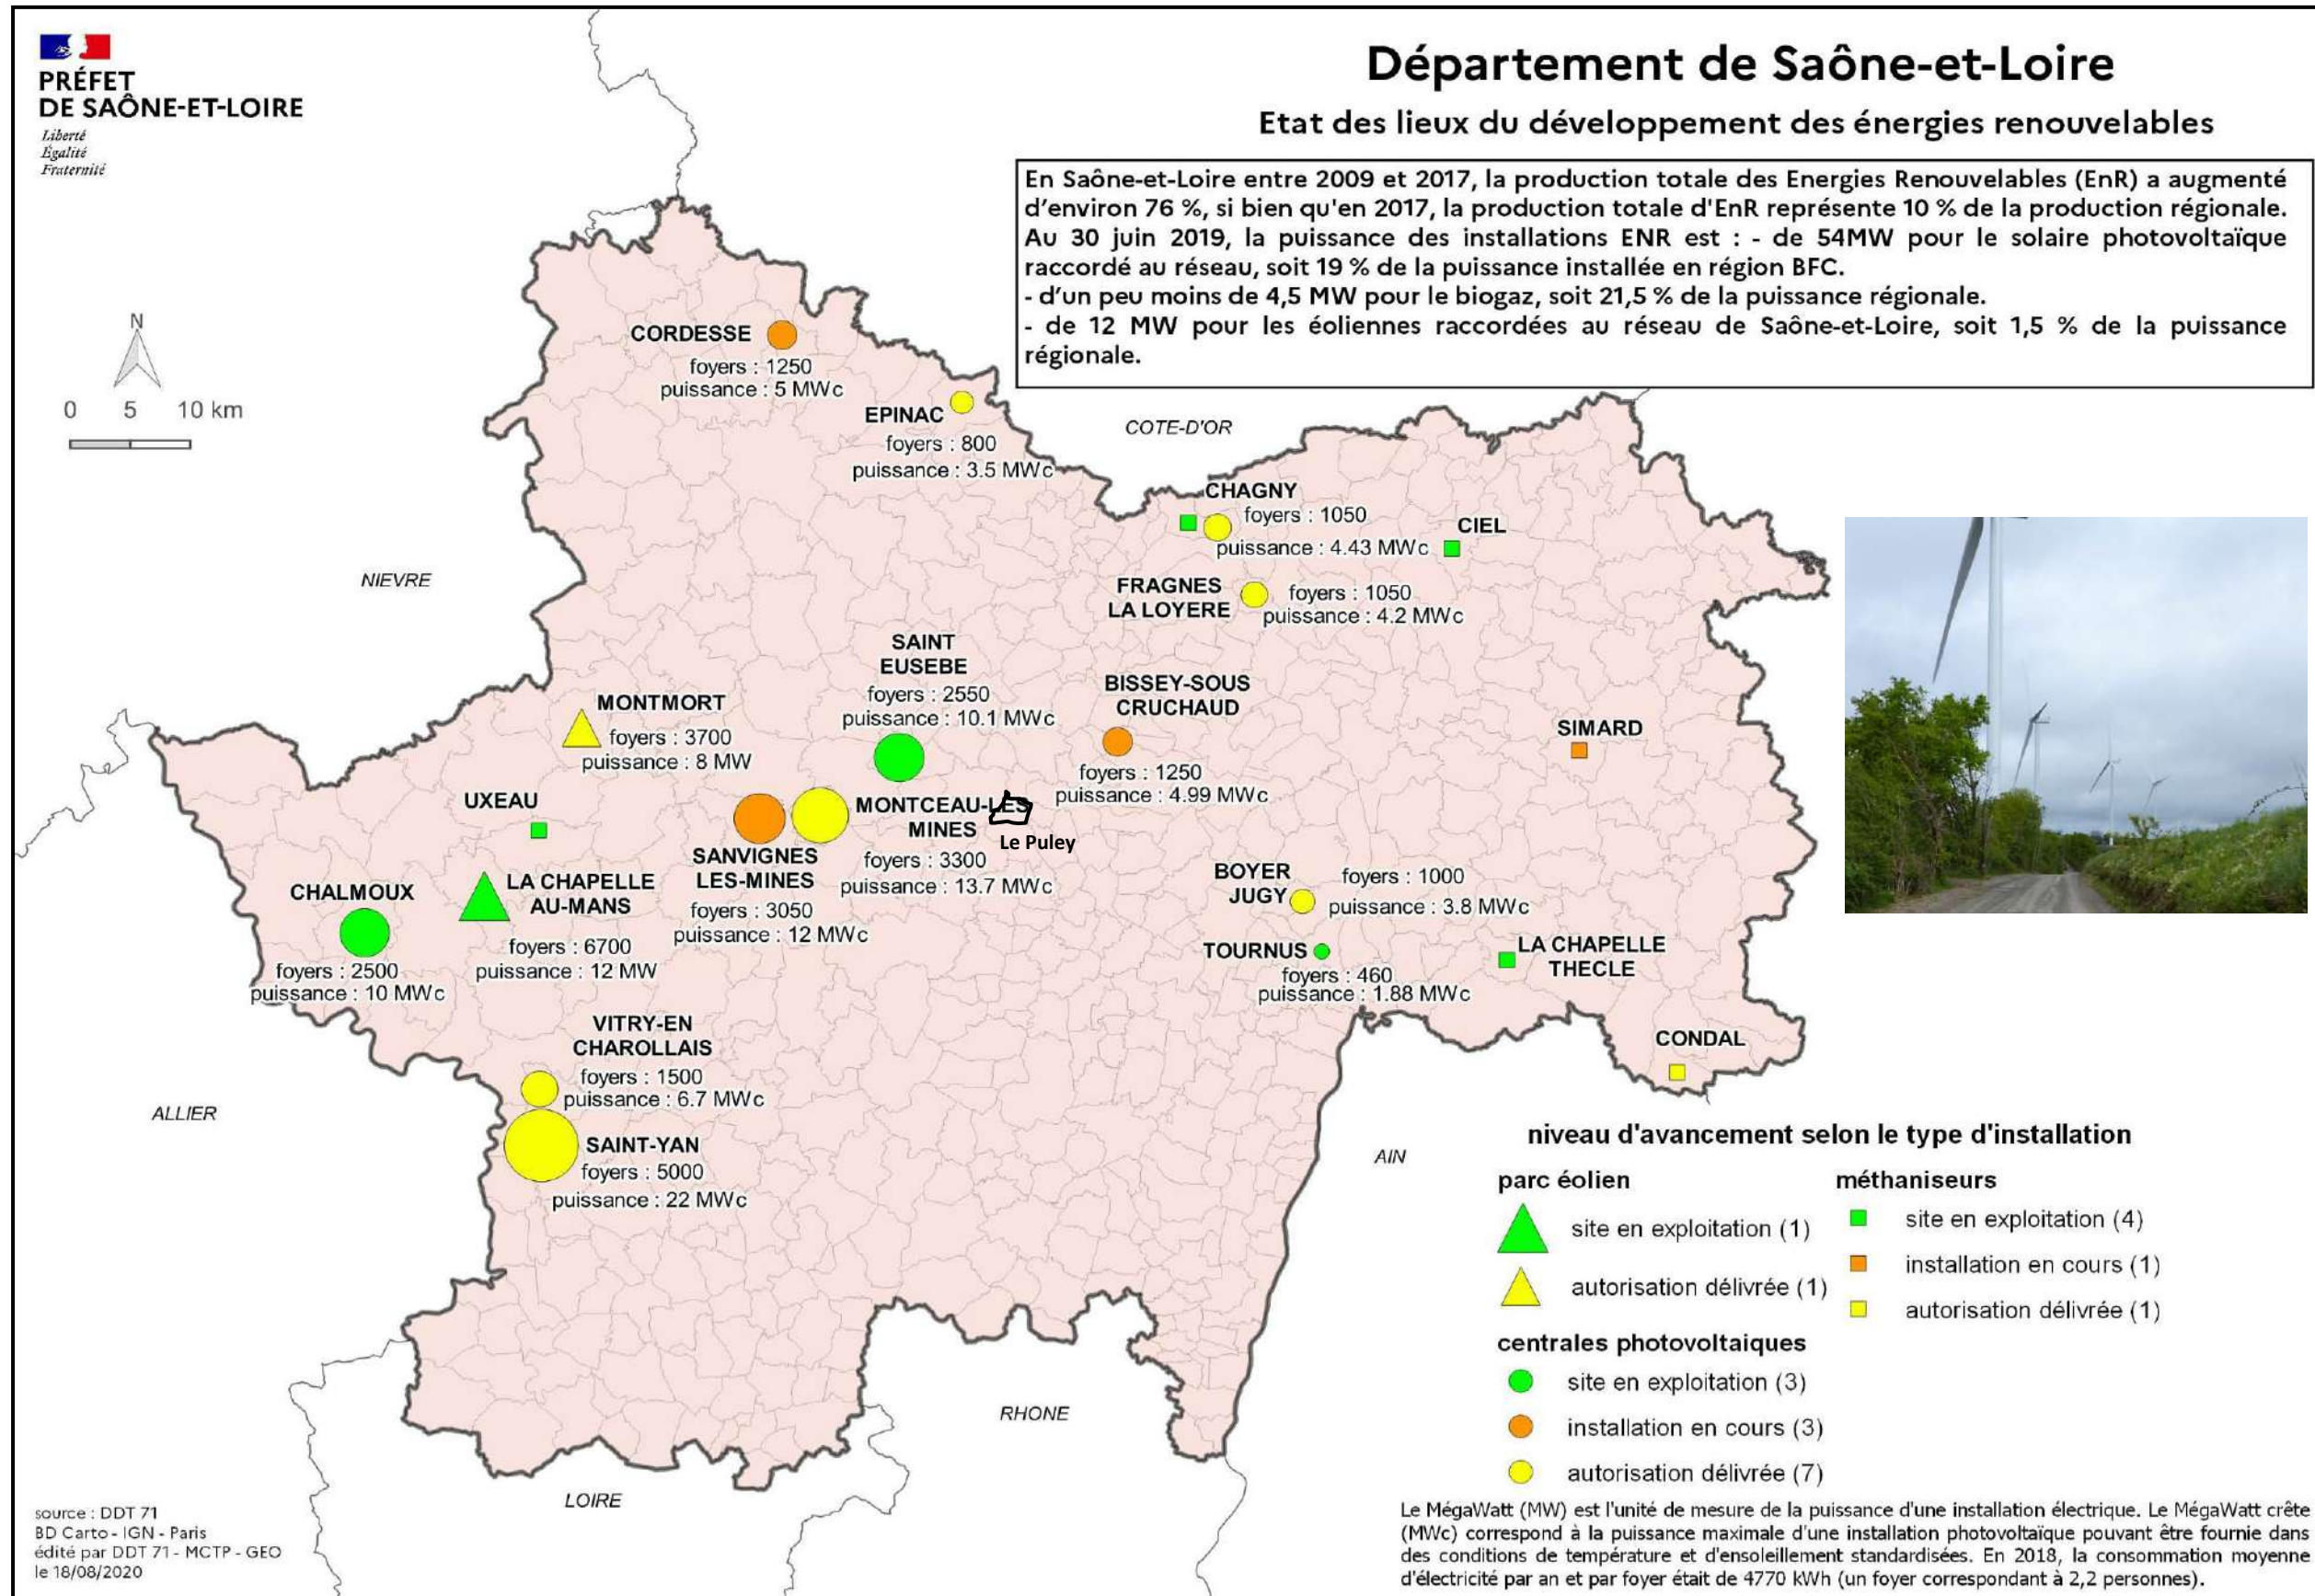 PRÉFET
DE SAÔNE-ET-LOIRE
Liberté
Égalité
Fraternité
Département de Saône-et-Loire
Etat des lieux du développement des énergies renouvelables
En Saône-et-Loire entre 2009 et 2017, la production totale des Energies Renouvelables (EnR) a augmenté
d'environ 76 %, si bien qu'en 2017, la production totale d'EnR représente 10 % de la production régionale.
Au 30 juin 2019, la puissance des installations ENR est : - de 54MW pour le solaire photovoltaïque
raccordé au réseau, soit 19 % de la puissance installée en région BFC.
- d'un peu moins de 4,5 MW pour le biogaz, soit 21,5 % de la puissance régionale.
- de 12 MW pour les éoliennes raccordées au réseau de Saône-et-Loire, soit 1,5 % de la puissance
régionale.
N
0 5 10 km
CORDESSE
foyers : 1250
puissance : 5 MWc
EPINAC
foyers : 800
puissance : 3.5 MWc
COTE-D'OR
CHAGNY
foyers : 1050
puissance : 4.43 MWc
CIEL
NIEVRE
FRAGNES
LA LOYERE
foyers : 1050
puissance : 4.2 MWc
SAINT
EUSEBE
foyers : 2550
puissance : 10.1 MWc
BISSEY-SOUS
CRUCHAUD
foyers : 1250
puissance : 4.99 MWc
MONTMORT
foyers : 3700
puissance : 8 MW
SIMARD
UXEAU
MONTCEAU-LES
MINES
foyers : 3300
puissance : 13.7 MWc
Le Puley
SANVIGNES
LES-MINES
foyers : 3050
puissance : 12 MWc
CHALMOUX
foyers : 2500
puissance : 10 MWc
LA CHAPELLE
AU-MANS
foyers : 6700
puissance : 12 MW
BOYER
JUGY
foyers : 1000
puissance : 3.8 MWc
TOURNUS
foyers : 460
puissance : 1.88 MWc
LA CHAPELLE
THECLE
CONDAL
VITRY-EN
CHAROLLAIS
foyers : 1500
puissance : 6.7 MWc
SAINT-YAN
foyers : 5000
puissance : 22 MWc
ALLIER
AIN
RHONE
LOIRE
niveau d'avancement selon le type d'installation
parc éolien
site en exploitation (1)
autorisation délivrée (1)
méthaniseurs
site en exploitation (4)
installation en cours (1)
autorisation délivrée (1)
centrales photovoltaiques
site en exploitation (3)
installation en cours (3)
autorisation délivrée (7)
source : DDT 71
BD Carto - IGN - Paris
édité par DDT 71 - MCTP - GEO
le 18/08/2020
Le MégaWatt (MW) est l'unité de mesure de la puissance d'une installation électrique. Le MégaWatt crête
(MWc) correspond à la puissance maximale d'une installation photovoltaïque pouvant être fournie dans
des conditions de température et d'ensoleillement standardisées. En 2018, la consommation moyenne
d'électricité par an et par foyer était de 4770 kWh (un foyer correspondant à 2,2 personnes).